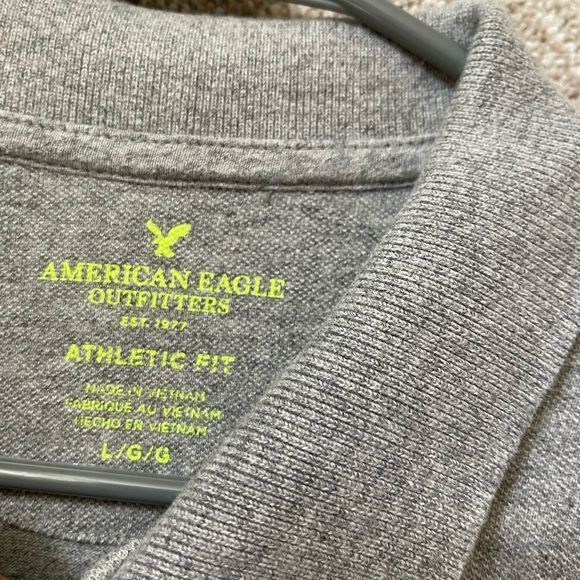 AMERICAN EAGLE
OUTFITTERS
EST. 1977
ATHLETIC FIT
MADE IN VIETNAM
FABRIQUÉ AU VIETNAM
HECHO EN VIETNAM
L/G/G